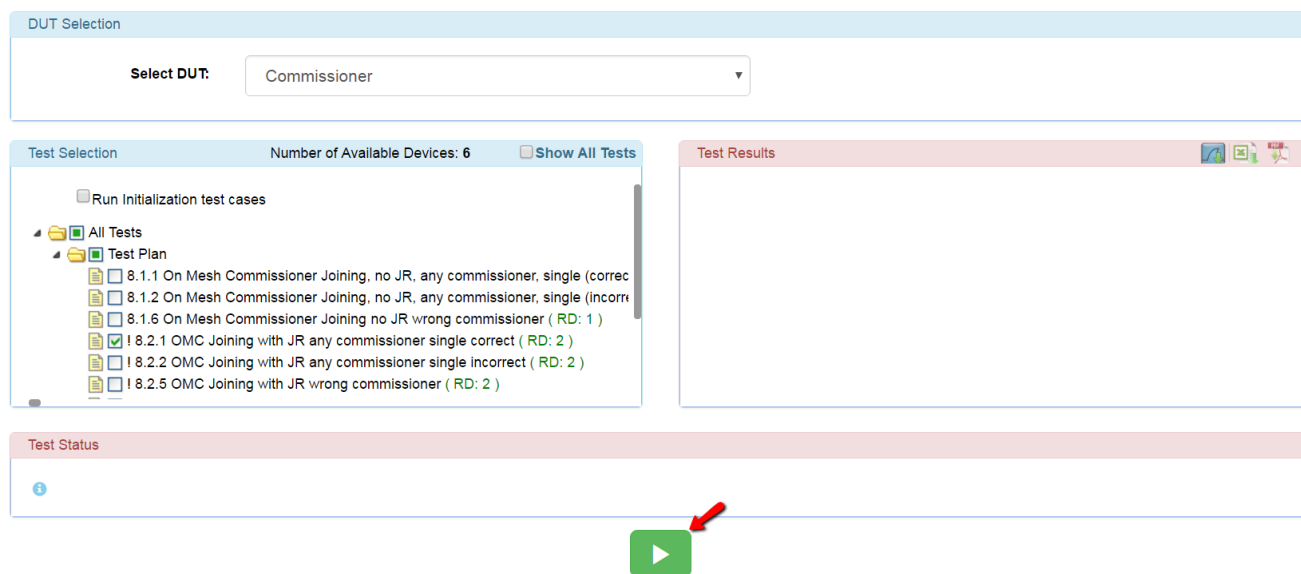 DUT Selection
Select DUT: Commissioner
Test Selection Number of Available Devices: 6 Show All Tests
Run Initialization test cases
All Tests
Test Plan
8.1.1 On Mesh Commissioner Joining, no JR, any commissioner, single (correc
8.1.2 On Mesh Commissioner Joining, no JR, any commissioner, single (incorre
8.1.6 On Mesh Commissioner Joining no JR wrong commissioner ( RD: 1 )
! 8.2.1 OMC Joining with JR any commissioner single correct ( RD: 2 )
! 8.2.2 OMC Joining with JR any commissioner single incorrect ( RD: 2 )
! 8.2.5 OMC Joining with JR wrong commissioner ( RD: 2 )
Test Results
Test Status